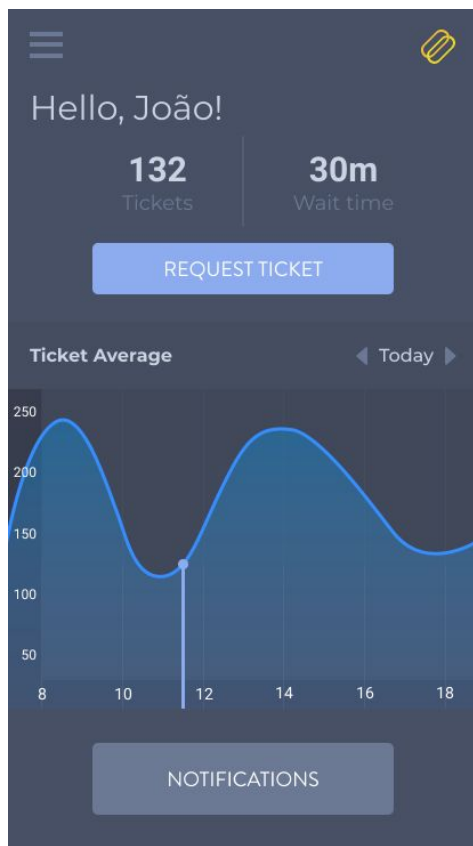 Hello, João!
132
Tickets
30m
Wait time
REQUEST TICKET
Ticket Average
Today
250
200
150
100
50
8 10 12 14 16 18
NOTIFICATIONS